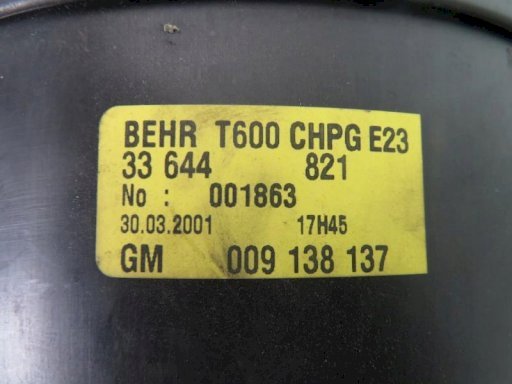 BEHR T600 CHPG E23
33 644 821
No : 001863
30.03.2001 17H45
GM 009 138 137